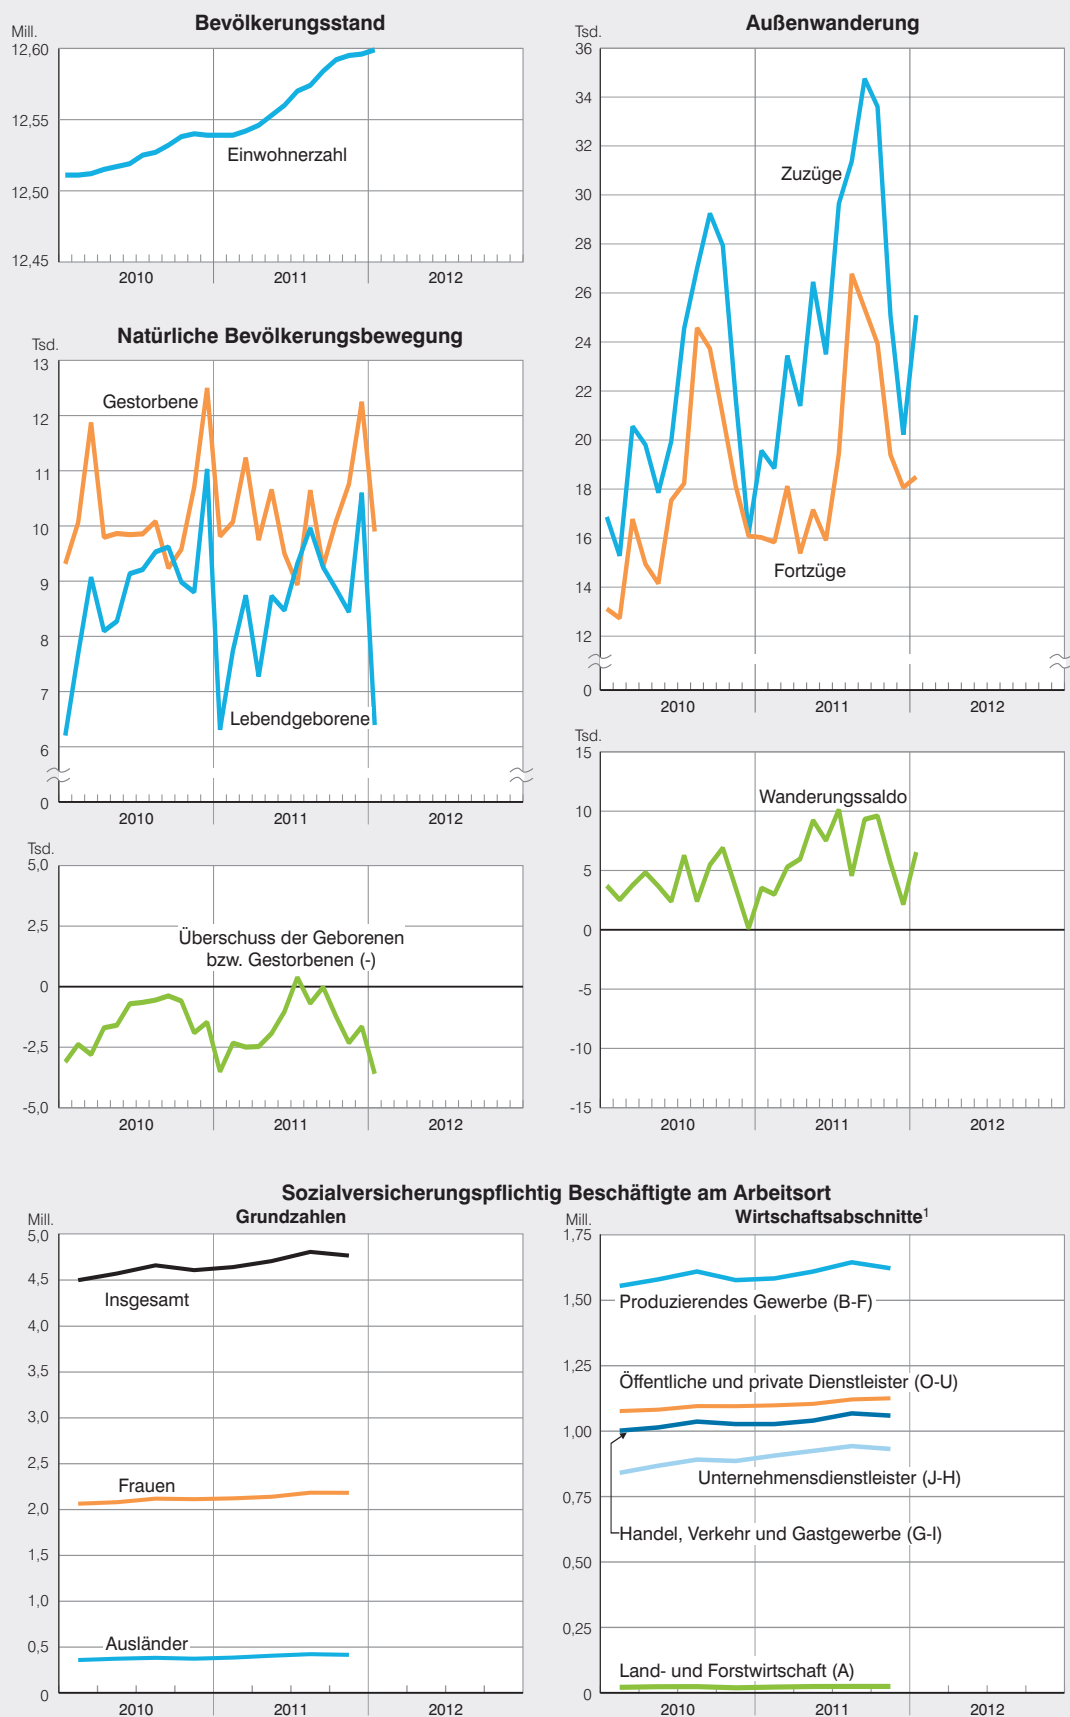 Bevölkerungsstand
Mill.
12,60
12,55
12,50
12,45
Einwohnerzahl
2010
2011
2012
Natürliche Bevölkerungsbewegung
Tsd.
13
12
11
10
9
8
7
6
0
Gestorbene
Lebendgeborene
2010
2011
2012
Tsd.
5,0
2,5
0
-2,5
-5,0
Überschuss der Geborenen
bzw. Gestorbenen (-)
2010
2011
2012
Außenwanderung
Tsd.
36
34
32
30
28
26
24
22
20
18
16
14
12
0
Zuzüge
Fortzüge
2010
2011
2012
Tsd.
15
10
5
0
-5
-10
-15
Wanderungssaldo
2010
2011
2012
Sozialversicherungspflichtig Beschäftigte am Arbeitsort
Grundzahlen
Mill.
5,0
4,5
4,0
3,5
3,0
2,5
2,0
1,5
1,0
0,5
0
Insgesamt
Frauen
Ausländer
2010
2011
2012
Wirtschaftsabschnitte¹
Mill.
1,75
1,50
1,25
1,00
0,75
0,50
0,25
0
Produzierendes Gewerbe (B-F)
Öffentliche und private Dienstleister (O-U)
Unternehmensdienstleister (J-H)
Handel, Verkehr und Gastgewerbe (G-I)
Land- und Forstwirtschaft (A)
2010
2011
2012